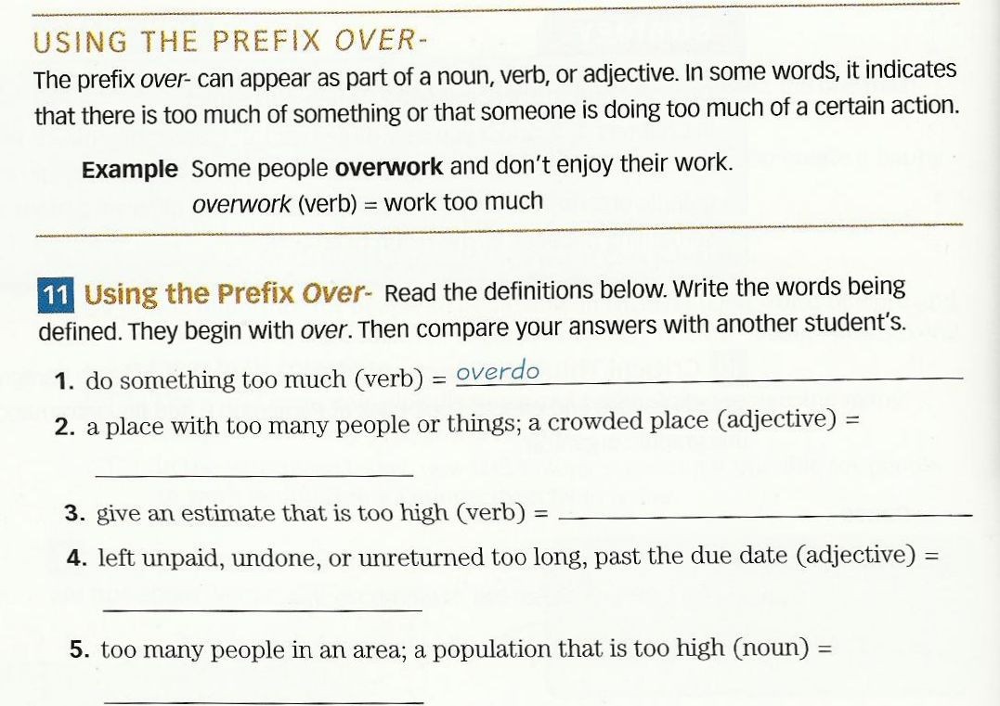 USING THE PREFIX OVER-
The prefix over- can appear as part of a noun, verb, or adjective. In some words, it indicates
that there is too much of something or that someone is doing too much of a certain action.
Example Some people overwork and don't enjoy their work.
overwork (verb) = work too much
11 Using the Prefix Over- Read the definitions below. Write the words being
defined. They begin with over. Then compare your answers with another student's.
1. do something too much (verb) = overdo
2. a place with too many people or things; a crowded place (adjective) =
3. give an estimate that is too high (verb) =
4. left unpaid, undone, or unreturned too long, past the due date (adjective) =
5. too many people in an area; a population that is too high (noun) =